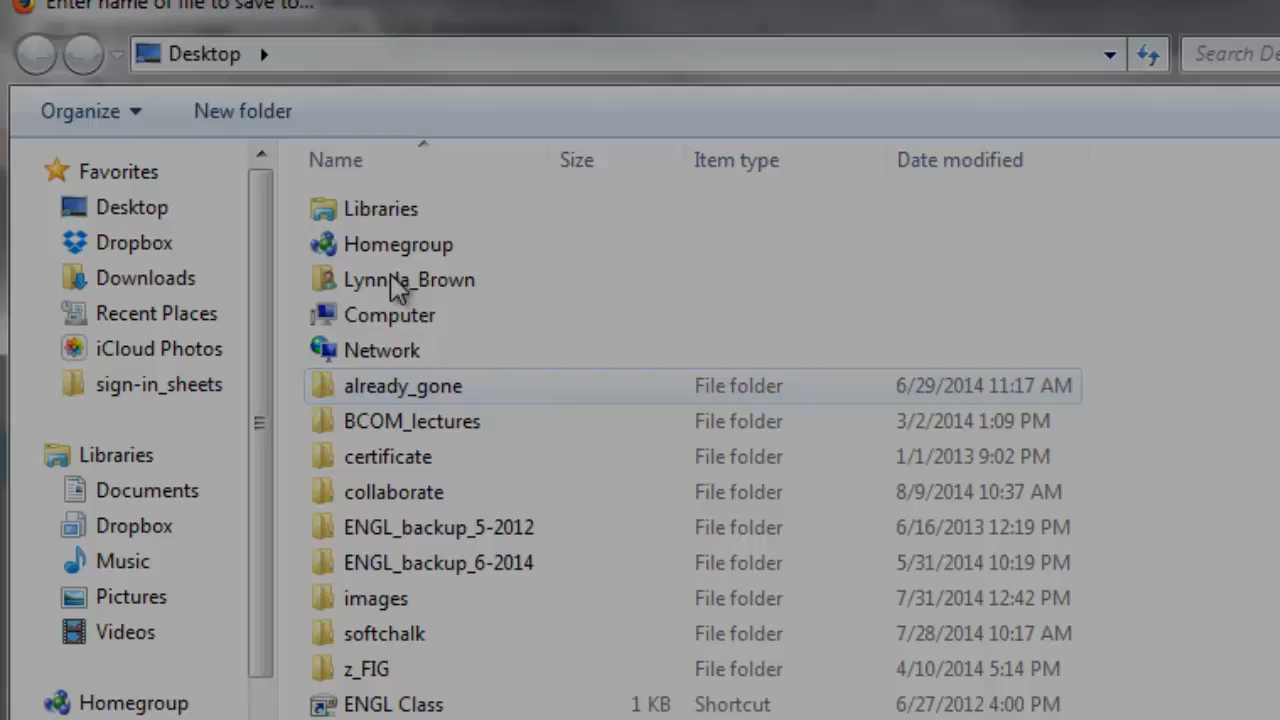 Enter name of file to save to...
Desktop
Search De
Organize
New folder
Name Size Item type Date modified
Favorites
Desktop
Dropbox
Downloads
Recent Places
iCloud Photos
sign-in_sheets
Libraries
Documents
Dropbox
Music
Pictures
Videos
Homegroup
Libraries
Homegroup
Lynnda_Brown
Computer
Network
already_gone File folder 6/29/2014 11:17 AM
BCOM_lectures File folder 3/2/2014 1:09 PM
certificate File folder 1/1/2013 9:02 PM
collaborate File folder 8/9/2014 10:37 AM
ENGL_backup_5-2012 File folder 6/16/2013 12:19 PM
ENGL_backup_6-2014 File folder 5/31/2014 10:19 PM
images File folder 7/31/2014 12:42 PM
softchalk File folder 7/28/2014 10:17 AM
z_FIG File folder 4/10/2014 5:14 PM
ENGL Class 1 KB Shortcut 6/27/2012 4:00 PM